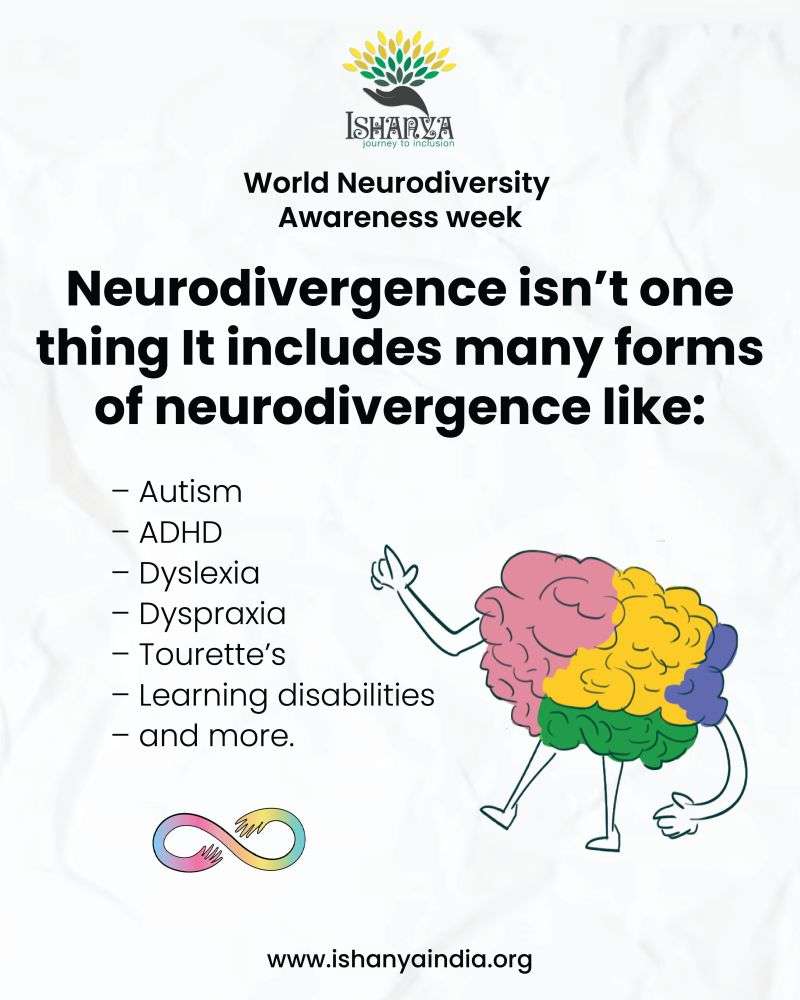 ISHANYA
journey to inclusion
World Neurodiversity
Awareness week
Neurodivergence isn’t one
thing It includes many forms
of neurodivergence like:
– Autism
– ADHD
– Dyslexia
– Dyspraxia
– Tourette’s
– Learning disabilities
– and more.
www.ishanyaindia.org